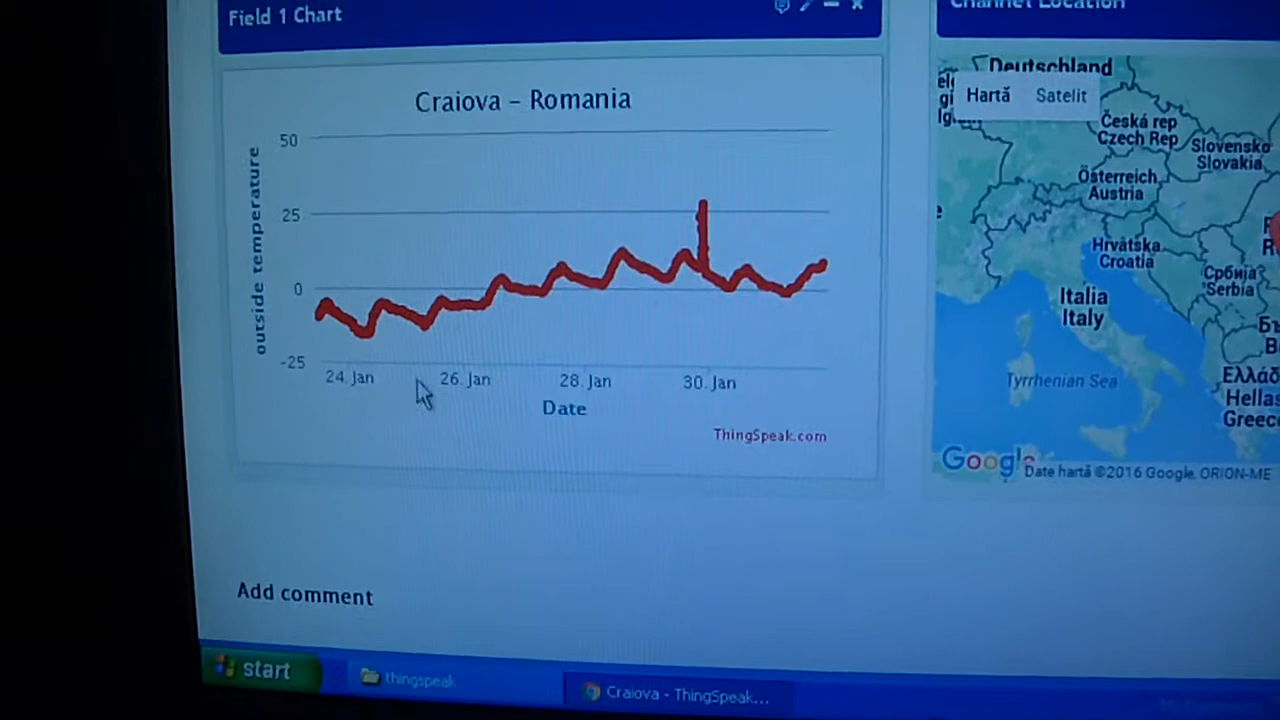 Field 1 Chart
Craiova – Romania
outside temperature
50
25
0
-25
24. Jan
26. Jan
28. Jan
30. Jan
Date
ThingSpeak.com
Channel Location
Deutschland
Hartă
Satelit
Česká rep
Czech Rep
Slovensko
Slovakia
Österreich
Austria
Hrvatska
Croatia
Србија
Serbia
Italia
Italy
Tyrrhenian Sea
Ελλάδ
Hellas
Greec
Google
Date hartă ©2016 Google, ORION-ME
Add comment
start
thingspeak
Craiova - ThingSpeak...